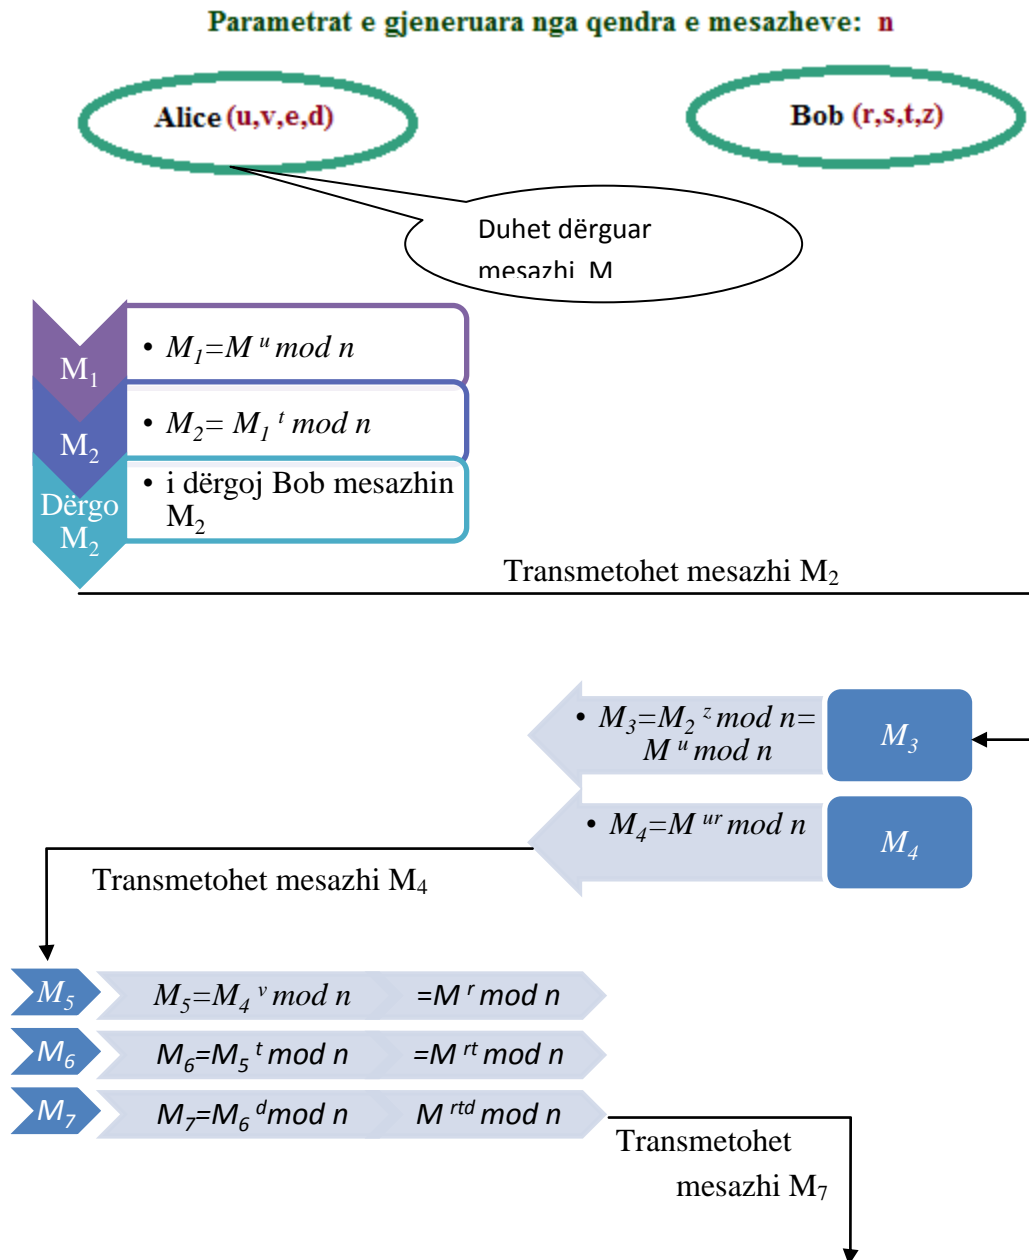 Parametrat e gjeneruara nga qendra e mesazheve: n
Alice (u,v,e,d)
Bob (r,s,t,z)
Duhet dërguar
mesazhi M
M₁
• M₁=M ᵘ mod n
M₂
• M₂= M₁ ᵗ mod n
Dërgo
M₂
• i dërgoj Bob mesazhin
M₂
Transmetohet mesazhi M₂
• M₃=M₂ ᶻ mod n=
M ᵘ mod n
M₃
• M₄=M ᵘʳ mod n
M₄
Transmetohet mesazhi M₄
M₅
M₅=M₄ ᵛ mod n
=M ʳ mod n
M₆
M₆=M₅ ᵗ mod n
=M ʳᵗ mod n
M₇
M₇=M₆ ᵈ mod n
M ʳᵗᵈ mod n
Transmetohet
mesazhi M₇